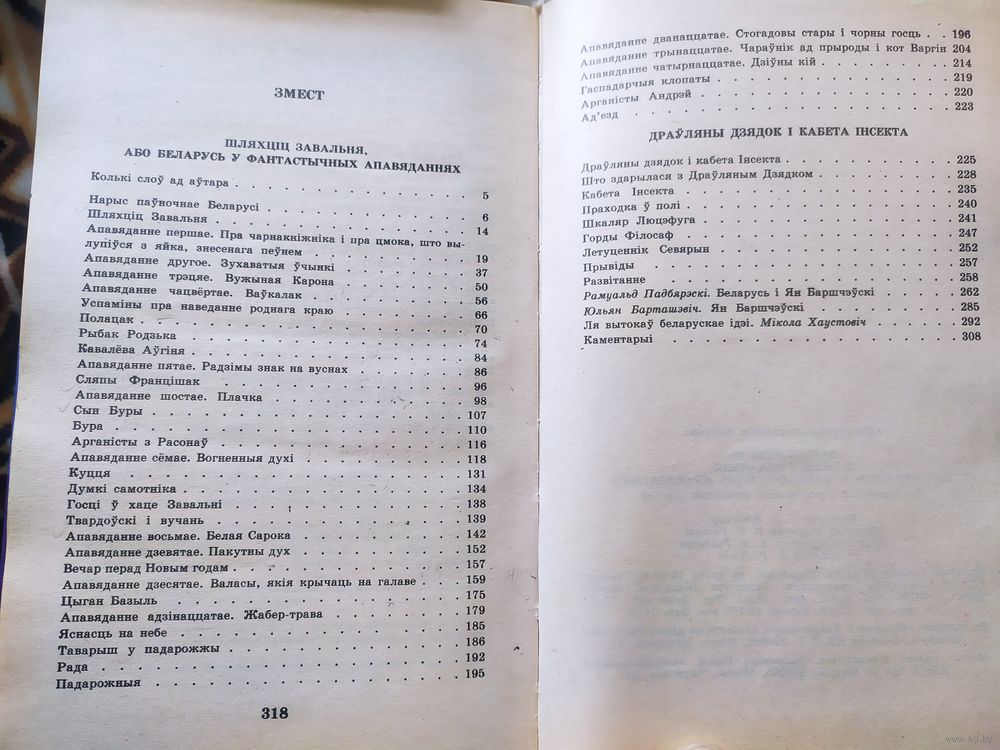 ЗМЕСТ
ШЛЯХЦІЦ ЗАВАЛЬНЯ,
АБО БЕЛАРУСЬ У ФАНТАСТЫЧНЫХ АПАВЯДАННЯХ
Колькі слоў ад аўтара . . . 5
Нарыс паўночнае Беларусі . . . 6
Шляхціц Завальня . . . 14
Апавяданне першае. Пра чарнакніжніка і пра цмока, што вы-
лупіўся з яйка, знесенага пеўнем . . . 19
Апавяданне другое. Зухаватыя ўчынкі . . . 37
Апавяданне трэцяе. Вужыная Карона . . . 50
Апавяданне чацвёртае. Ваўкалак . . . 56
Успаміны пра наведанне роднага краю . . . 66
Полацак . . . 70
Рыбак Родзька . . . 74
Кавалёва Аўгіня . . . 84
Апавяданне пятае. Радзімы знак на вуснах . . . 86
Сляпы Францішак . . . 96
Апавяданне шостае. Плачка . . . 98
Сын Буры . . . 107
Бура . . . 110
Арганісты з Расонаў . . . 116
Апавяданне сёмае. Вогненныя духі . . . 118
Куцця . . . 131
Думкі самотніка . . . 134
Госці ў хаце Завальні . . . 138
Твардоўскі і вучань . . . 139
Апавяданне восьмае. Белая Сарока . . . 142
Апавяданне дзевятае. Пакутны дух . . . 152
Вечар перад Новым годам . . . 157
Апавяданне дзесятае. Валасы, якія крычаць на галаве . . . 159
Цыган Базыль . . . 175
Апавяданне адзінаццатае. Жабер-трава . . . 179
Яснасць на небе . . . 185
Таварыш у падарожжы . . . 186
Рада . . . 192
Падарожныя . . . 195
318
Апавяданне дванаццатае. Стогадовы стары і чорны госць . . 196
Апавяданне трынаццатае. Чараўнік ад прыроды і кот Варгін 204
Апавяданне чатырнаццатае. Дзіўны кій . . . 214
Гаспадарчыя клопаты . . . 219
Арганісты Андрэй . . . 220
Ад'езд . . . 223
ДРАЎЛЯНЫ ДЗЯДОК І КАБЕТА ІНСЕКТА
Драўляны дзядок і кабета Інсекта . . . 225
Што здарылася з Драўляным Дзядком . . . 228
Кабета Інсекта . . . 235
Праходка ў полі . . . 240
Шкаляр Люцэфуга . . . 241
Горды Філосаф . . . 247
Летуценнік Севярын . . . 252
Прывіды . . . 257
Развітанне . . . 258
Рамуальд Падбярэскі. Беларусь і Ян Баршчэўскі . . . 262
Юльян Барташэвіч. Ян Баршчэўскі . . . 285
Ля вытокаў беларускае ідэі. Мікола Хаустовіч . . . 292
Каментарыі . . . 308
www.ay.by